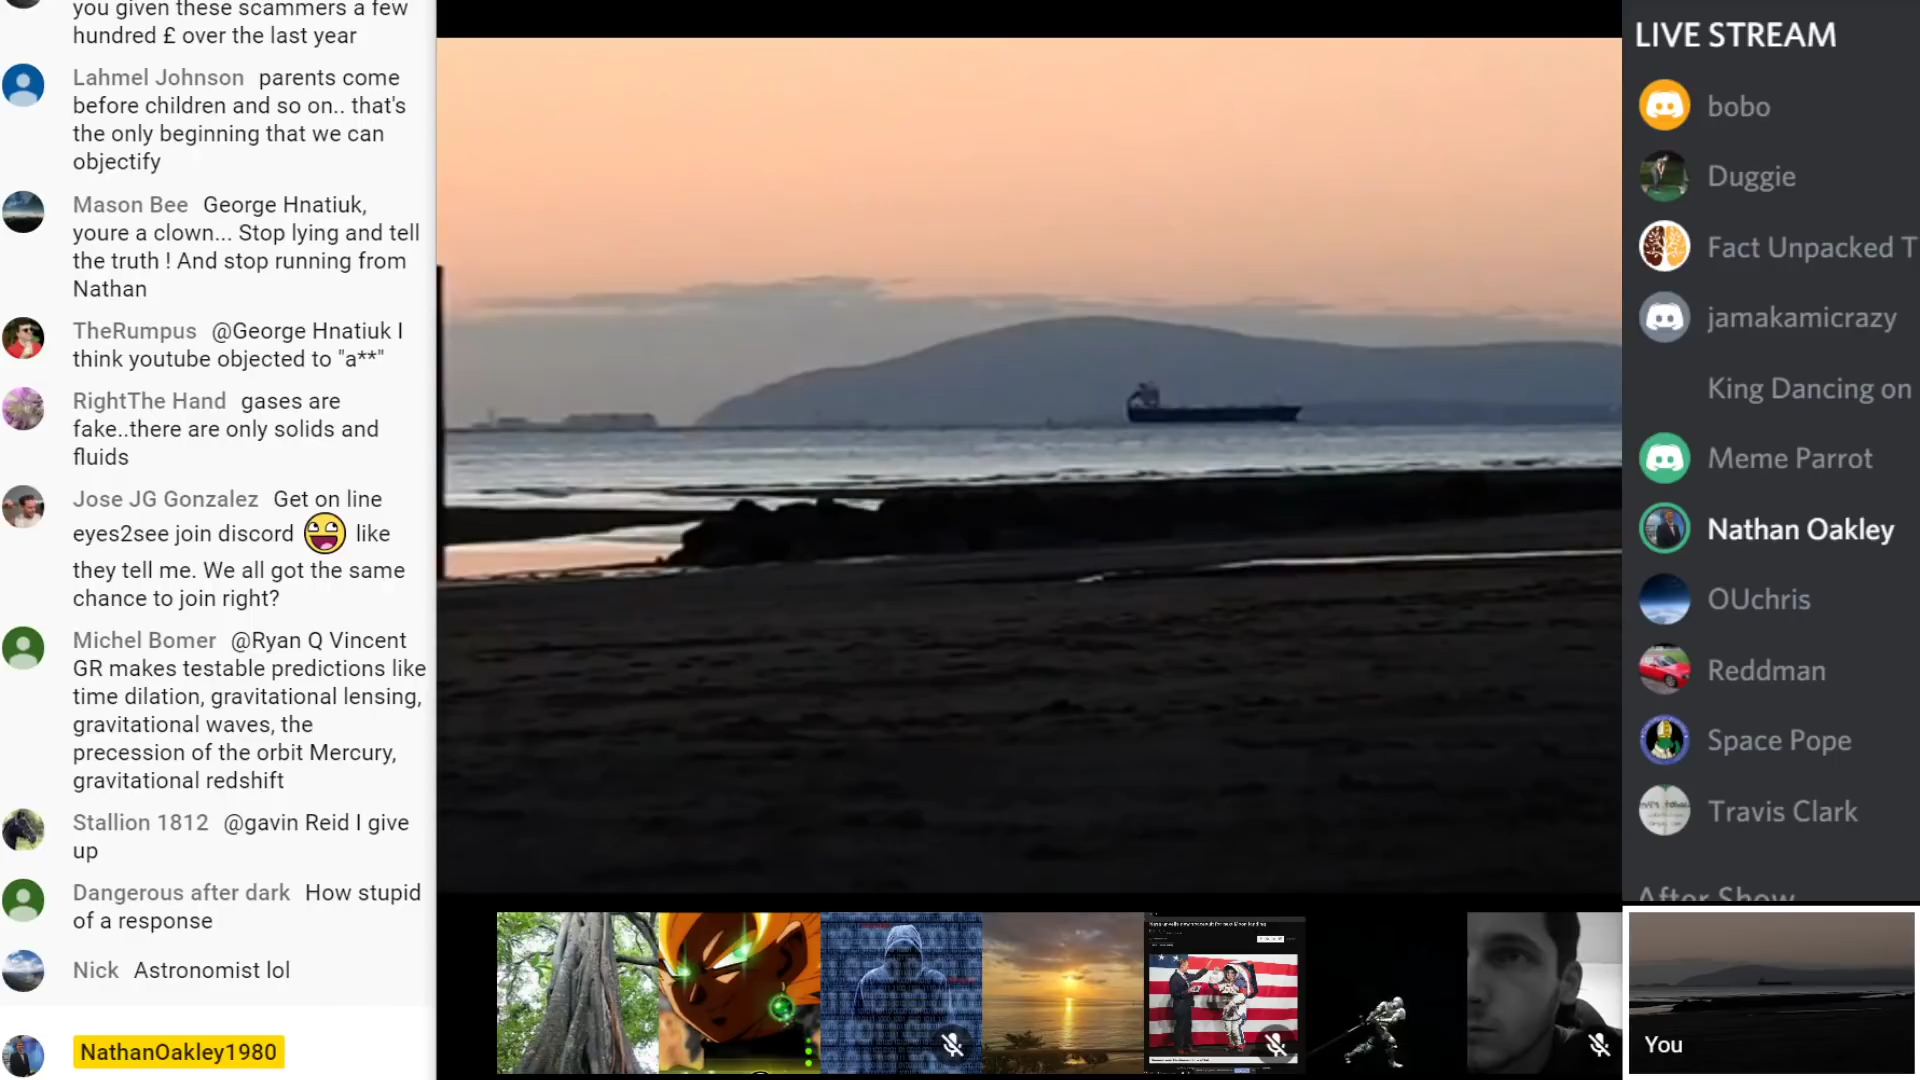 you given these scammers a few
hundred £ over the last year
Lahmel Johnson parents come
before children and so on.. that's
the only beginning that we can
objectify
Mason Bee George Hnatiuk,
youre a clown... Stop lying and tell
the truth ! And stop running from
Nathan
TheRumpus @George Hnatiuk I
think youtube objected to "a**"
RightThe Hand gases are
fake..there are only solids and
fluids
Jose JG Gonzalez Get on line
eyes2see join discord like
they tell me. We all got the same
chance to join right?
Michel Bomer @Ryan Q Vincent
GR makes testable predictions like
time dilation, gravitational lensing,
gravitational waves, the
precession of the orbit Mercury,
gravitational redshift
Stallion 1812 @gavin Reid I give
up
Dangerous after dark How stupid
of a response
Nick Astronomist lol
NathanOakley1980
LIVE STREAM
bobo
Duggie
Fact Unpacked T
jamakamicrazy
King Dancing on
Meme Parrot
Nathan Oakley
OUchris
Reddman
Space Pope
Travis Clark
After Show
You